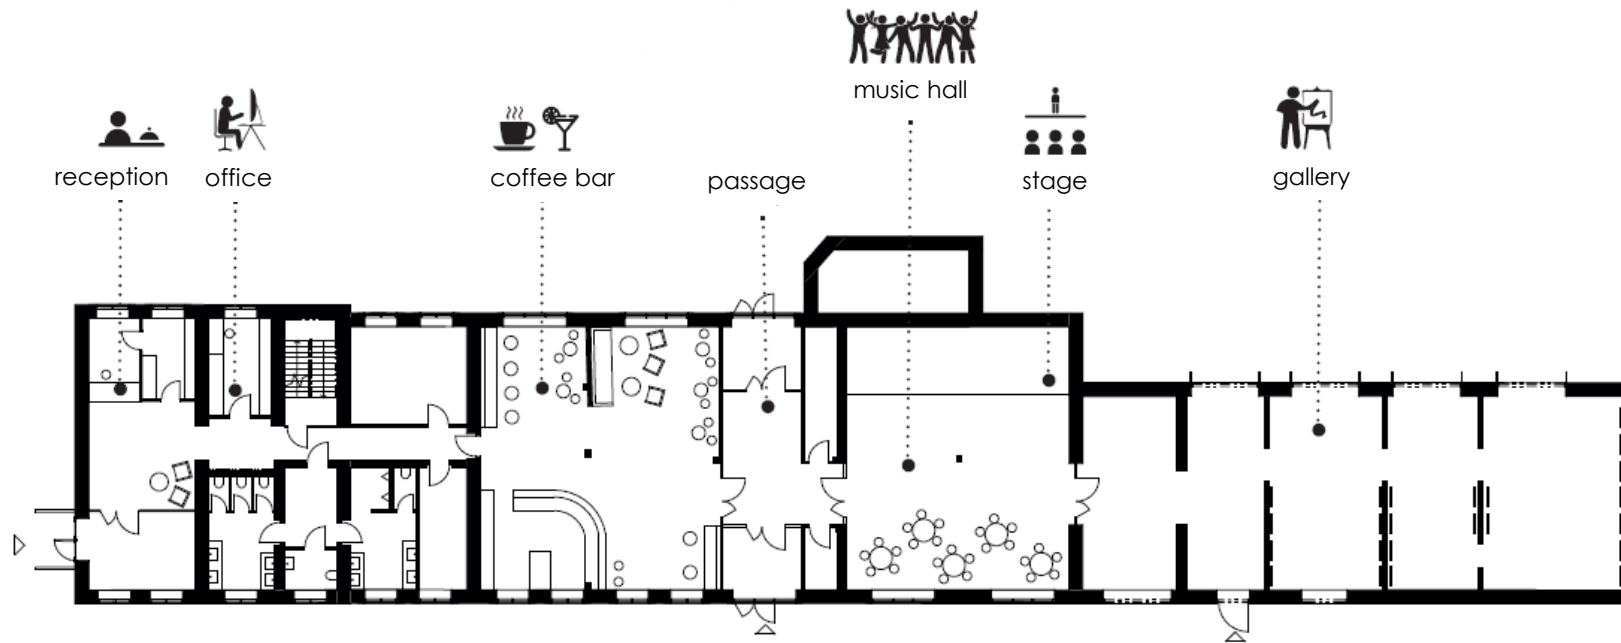 music hall
reception
office
coffee bar
passage
stage
gallery